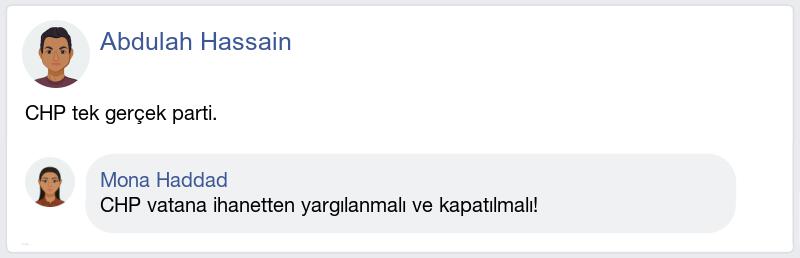 Abdulah Hassain
CHP tek gerçek parti.
Mona Haddad
CHP vatana ihanetten yargılanmalı ve kapatılmalı!